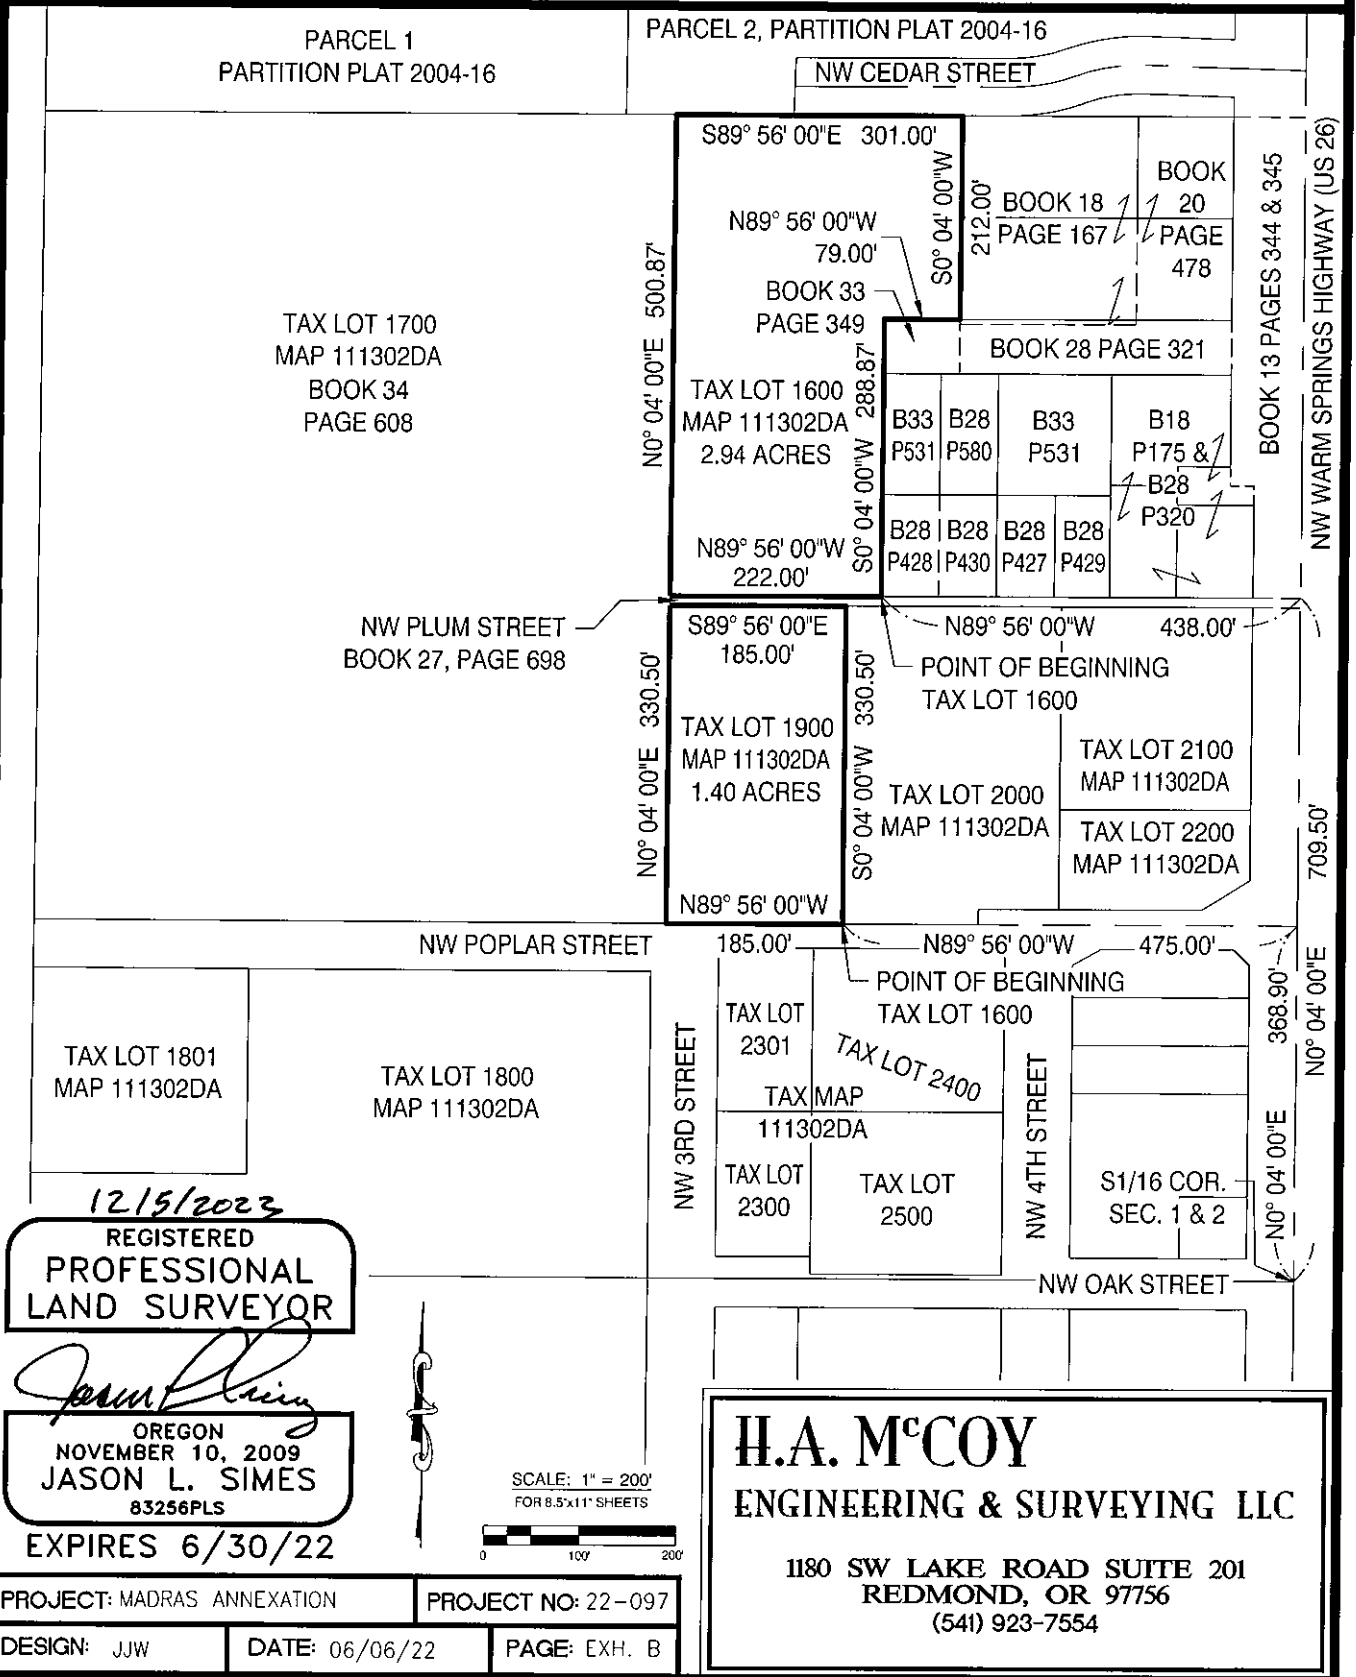 PARCEL 1
PARTITION PLAT 2004-16
PARCEL 2, PARTITION PLAT 2004-16
NW CEDAR STREET
S89° 56' 00"E 301.00'
S0° 04' 00"W
212.00'
N89° 56' 00"W
79.00'
BOOK 33
PAGE 349
BOOK 18
PAGE 167
BOOK
20
PAGE
478
BOOK 13 PAGES 344 & 345
NW WARM SPRINGS HIGHWAY (US 26)
TAX LOT 1700
MAP 111302DA
BOOK 34
PAGE 608
N0° 04' 00"E 500.87'
TAX LOT 1600
MAP 111302DA
2.94 ACRES
S0° 04' 00"W 288.87'
BOOK 28 PAGE 321
B33
P531
B28
P580
B33
P531
B18
P175 &
B28
P320
B28
P428
B28
P430
B28
P427
B28
P429
N89° 56' 00"W
222.00'
NW PLUM STREET
BOOK 27, PAGE 698
S89° 56' 00"E
185.00'
N89° 56' 00"W 438.00'
POINT OF BEGINNING
TAX LOT 1600
N0° 04' 00"E 330.50'
TAX LOT 1900
MAP 111302DA
1.40 ACRES
S0° 04' 00"W 330.50'
TAX LOT 2000
MAP 111302DA
TAX LOT 2100
MAP 111302DA
TAX LOT 2200
MAP 111302DA
N0° 04' 00"E 709.50'
N89° 56' 00"W
185.00'
NW POPLAR STREET
N89° 56' 00"W 475.00'
POINT OF BEGINNING
TAX LOT 1600
N0° 04' 00"E 368.90'
TAX LOT 1801
MAP 111302DA
TAX LOT 1800
MAP 111302DA
NW 3RD STREET
TAX LOT
2301
TAX LOT 2400
TAX MAP
111302DA
TAX LOT
2300
TAX LOT
2500
NW 4TH STREET
S1/16 COR.
SEC. 1 & 2
NW OAK STREET
12/5/2023
REGISTERED
PROFESSIONAL
LAND SURVEYOR
OREGON
NOVEMBER 10, 2009
JASON L. SIMES
83256PLS
EXPIRES 6/30/22
SCALE: 1" = 200'
FOR 8.5"x11" SHEETS
0 100' 200'
H.A. McCOY
ENGINEERING & SURVEYING LLC
1180 SW LAKE ROAD SUITE 201
REDMOND, OR 97756
(541) 923-7554
PROJECT: MADRAS ANNEXATION
PROJECT NO: 22-097
DESIGN: JJW
DATE: 06/06/22
PAGE: EXH. B